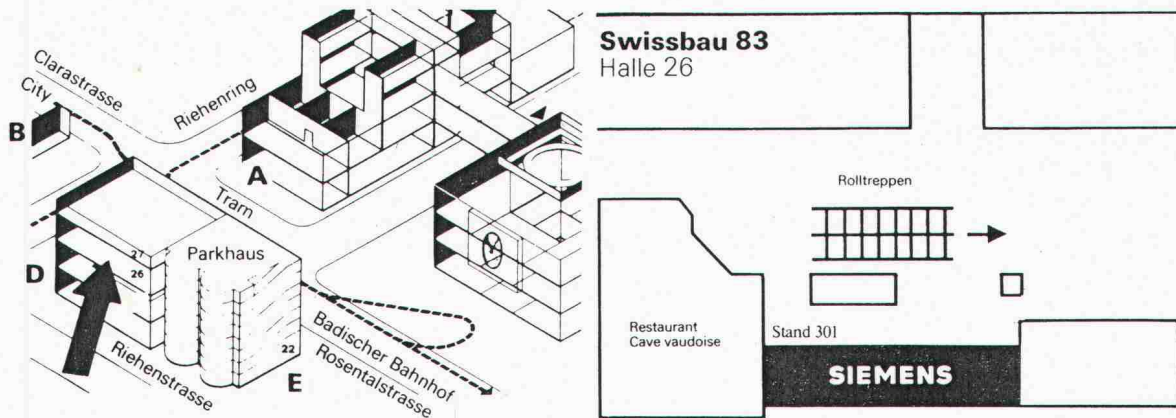 Clarastrasse
City
Riehenring
B
A
Tram
Parkhaus
27
26
D
22
E
Riehenstrasse
Badischer Bahnhof
Rosentalstrasse
Swissbau 83
Halle 26
Rolltreppen
Restaurant
Cave vaudoise
Stand 301
SIEMENS